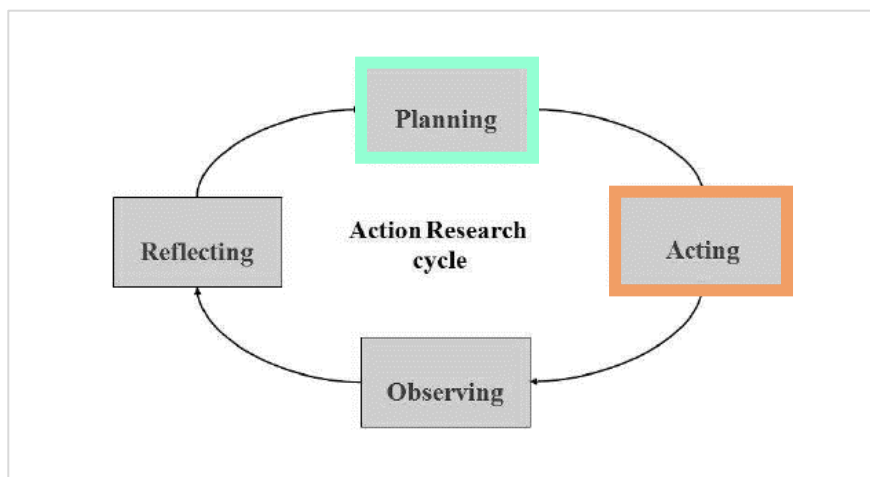 Planning
Acting
Action Research
cycle
Reflecting
Observing